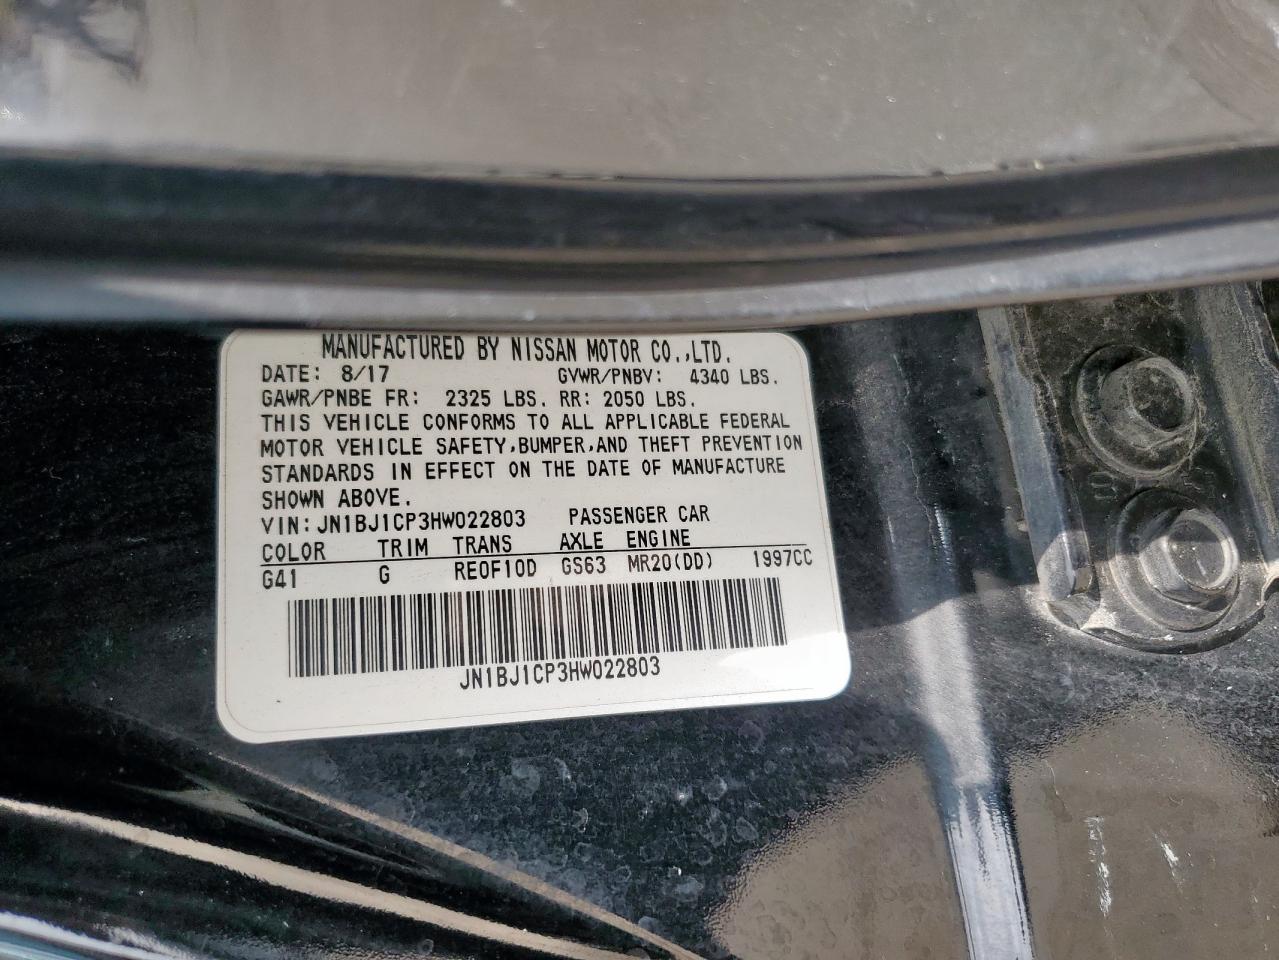 MANUFACTURED BY NISSAN MOTOR CO.,LTD.
DATE: 8/17 GVWR/PNBV: 4340 LBS.
GAWR/PNBE FR: 2325 LBS. RR: 2050 LBS.
THIS VEHICLE CONFORMS TO ALL APPLICABLE FEDERAL
MOTOR VEHICLE SAFETY,BUMPER,AND THEFT PREVENTION
STANDARDS IN EFFECT ON THE DATE OF MANUFACTURE
SHOWN ABOVE.
VIN:JN1BJ1CP3HW022803 PASSENGER CAR
COLOR TRIM TRANS AXLE ENGINE
G41 G RE0F10D GS63 MR20(DD) 1997CC
JN1BJ1CP3HW022803